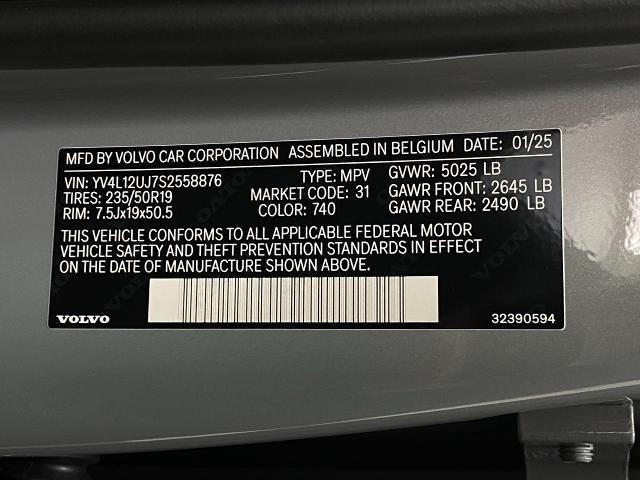 MFD BY VOLVO CAR CORPORATION ASSEMBLED IN BELGIUM DATE: 01/25
VIN: YV4L12UJ7S2558876 TYPE: MPV GVWR: 5025 LB
TIRES: 235/50R19 MARKET CODE: 31 GAWR FRONT: 2645 LB
RIM: 7.5Jx19x50.5 COLOR: 740 GAWR REAR: 2490 LB
THIS VEHICLE CONFORMS TO ALL APPLICABLE FEDERAL MOTOR
VEHICLE SAFETY AND THEFT PREVENTION STANDARDS IN EFFECT
ON THE DATE OF MANUFACTURE SHOWN ABOVE.
VOLVO 32390594